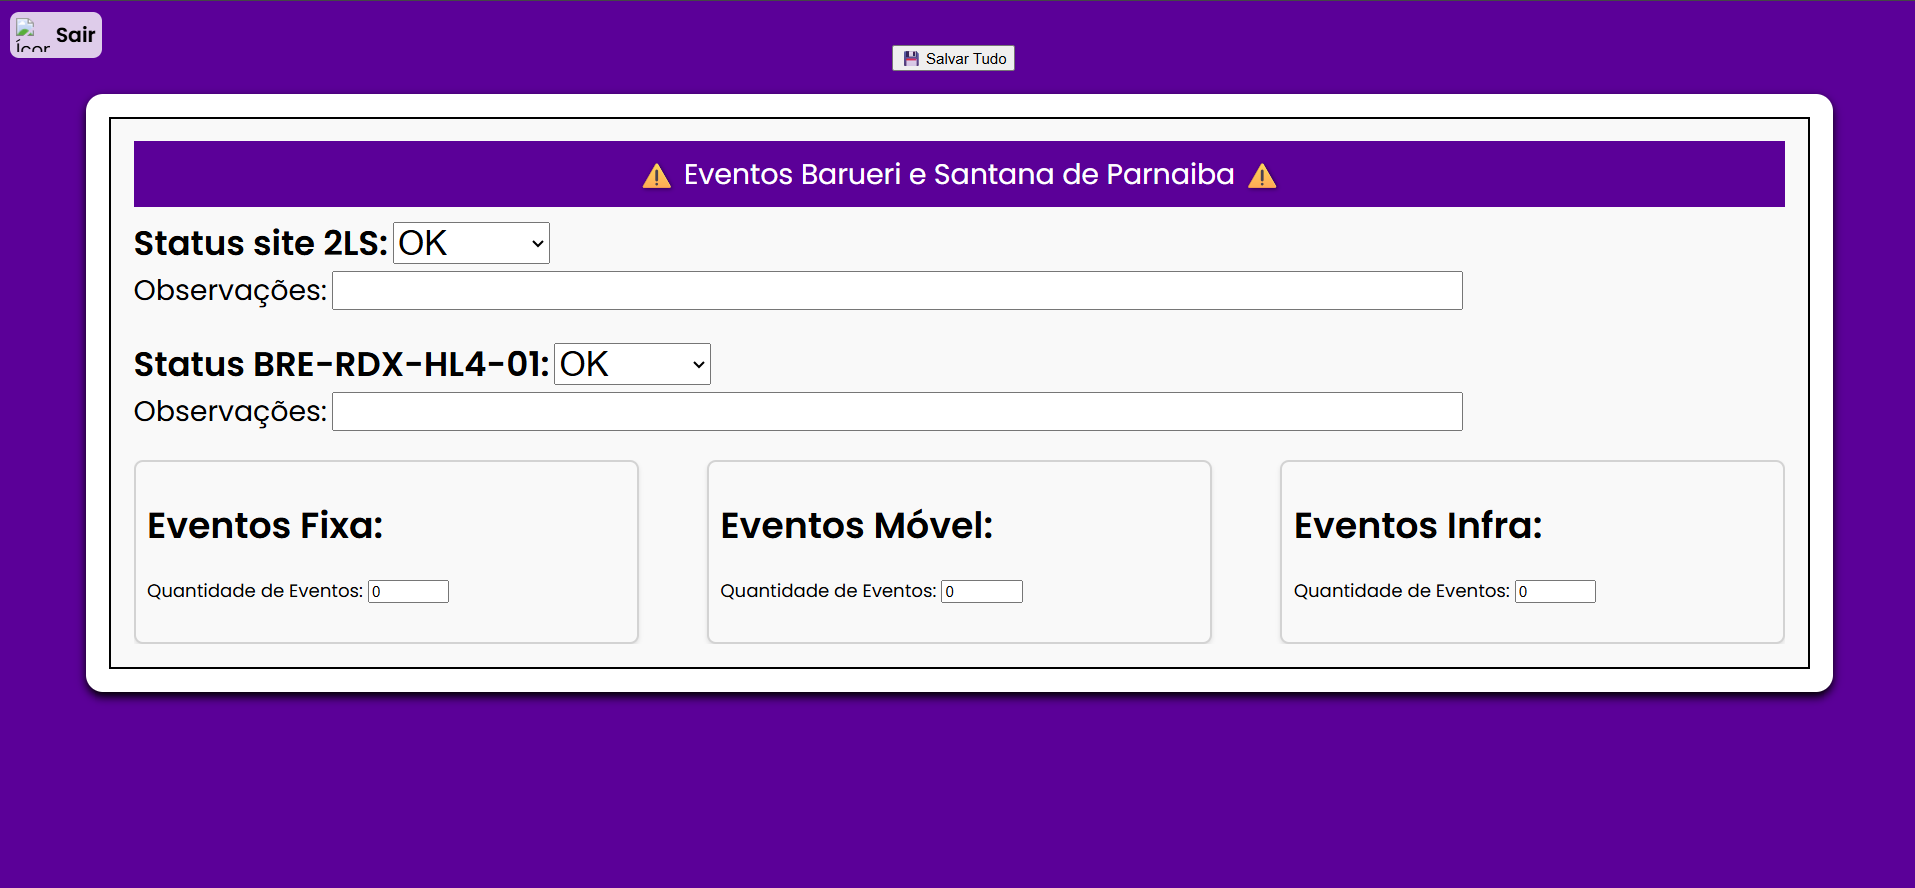 Ícor Sair
💾 Salvar Tudo
⚠️ Eventos Barueri e Santana de Parnaiba ⚠️
Status site 2LS: OK
Observações:
Status BRE-RDX-HL4-01: OK
Observações:
Eventos Fixa:
Quantidade de Eventos: 0
Eventos Móvel:
Quantidade de Eventos: 0
Eventos Infra:
Quantidade de Eventos: 0